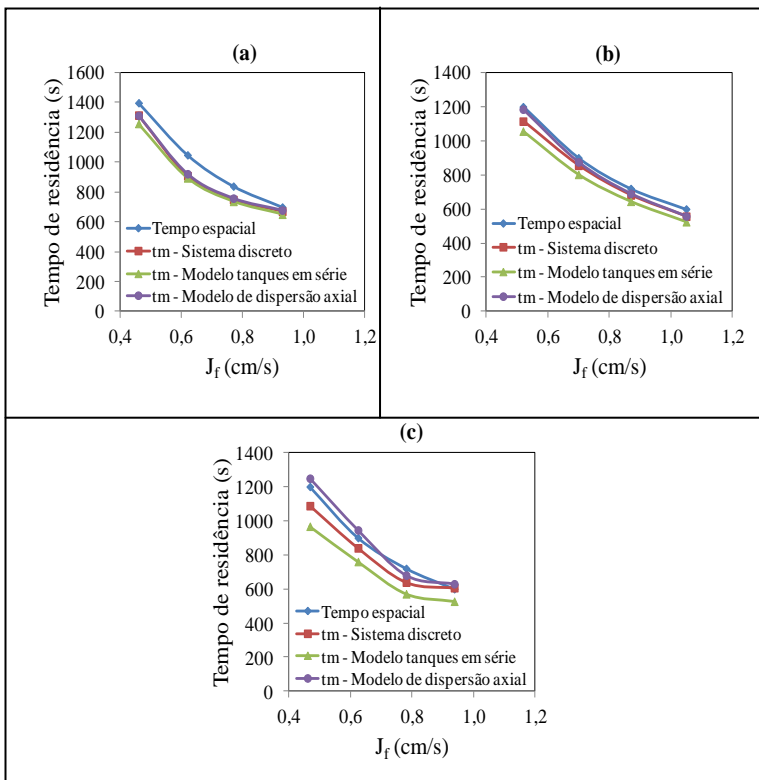 (a)
Tempo de residência (s)
1600
1400
1200
1000
800
600
400
200
0
Tempo espacial
tm - Sistema discreto
tm - Modelo tanques em série
tm - Modelo de dispersão axial
0,4 0,6 0,8 1,0 1,2
J_f (cm/s)
(b)
Tempo de residência (s)
1400
1200
1000
800
600
400
200
0
Tempo espacial
tm - Sistema discreto
tm - Modelo tanques em série
tm - Modelo de dispersão axial
0,4 0,6 0,8 1,0 1,2
J_f (cm/s)
(c)
Tempo de residência (s)
1400
1200
1000
800
600
400
200
0
Tempo espacial
tm - Sistema discreto
tm - Modelo tanques em série
tm - Modelo de dispersão axial
0,4 0,6 0,8 1,0 1,2
J_f (cm/s)